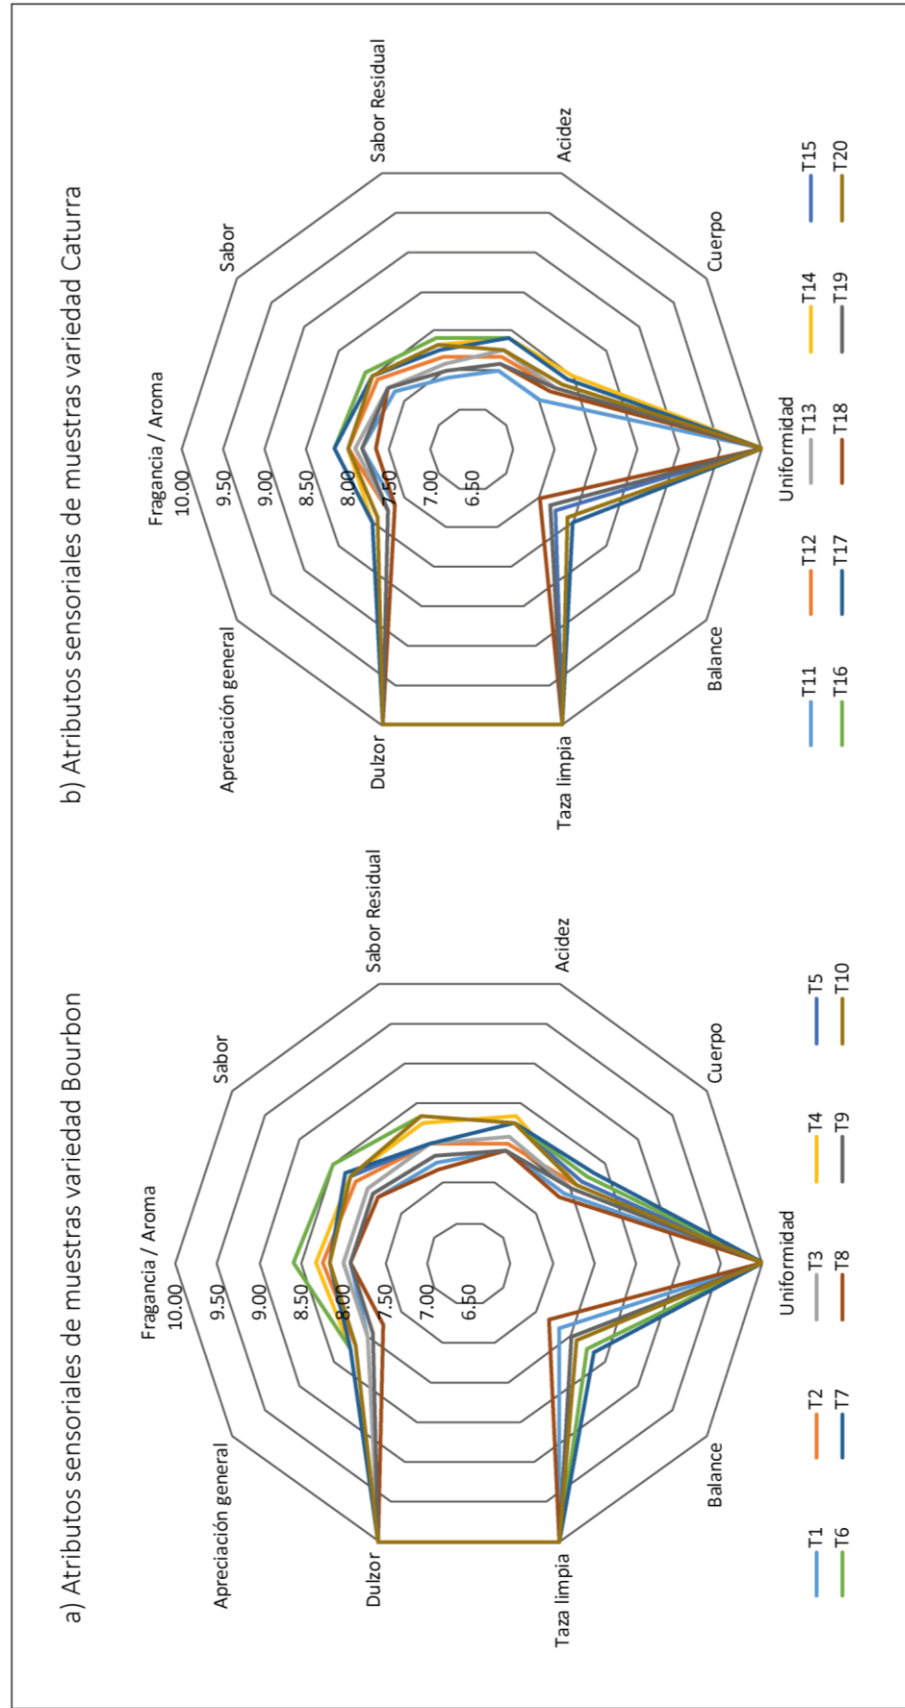 a) Atributos sensoriales de muestras variedad Bourbon
Fragancia / Aroma
10.00
9.50
9.00
8.50
8.00
7.50
7.00
6.50
Sabor
Sabor Residual
Acidez
Cuerpo
Uniformidad
Balance
Taza limpia
Dulzor
Apreciación general
T1 T2 T3 T4 T5
T6 T7 T8 T9 T10
b) Atributos sensoriales de muestras variedad Caturra
Fragancia / Aroma
10.00
9.50
9.00
8.50
8.00
7.50
7.00
6.50
Sabor
Sabor Residual
Acidez
Cuerpo
Uniformidad
Balance
Taza limpia
Dulzor
Apreciación general
T11 T12 T13 T14 T15
T16 T17 T18 T19 T20